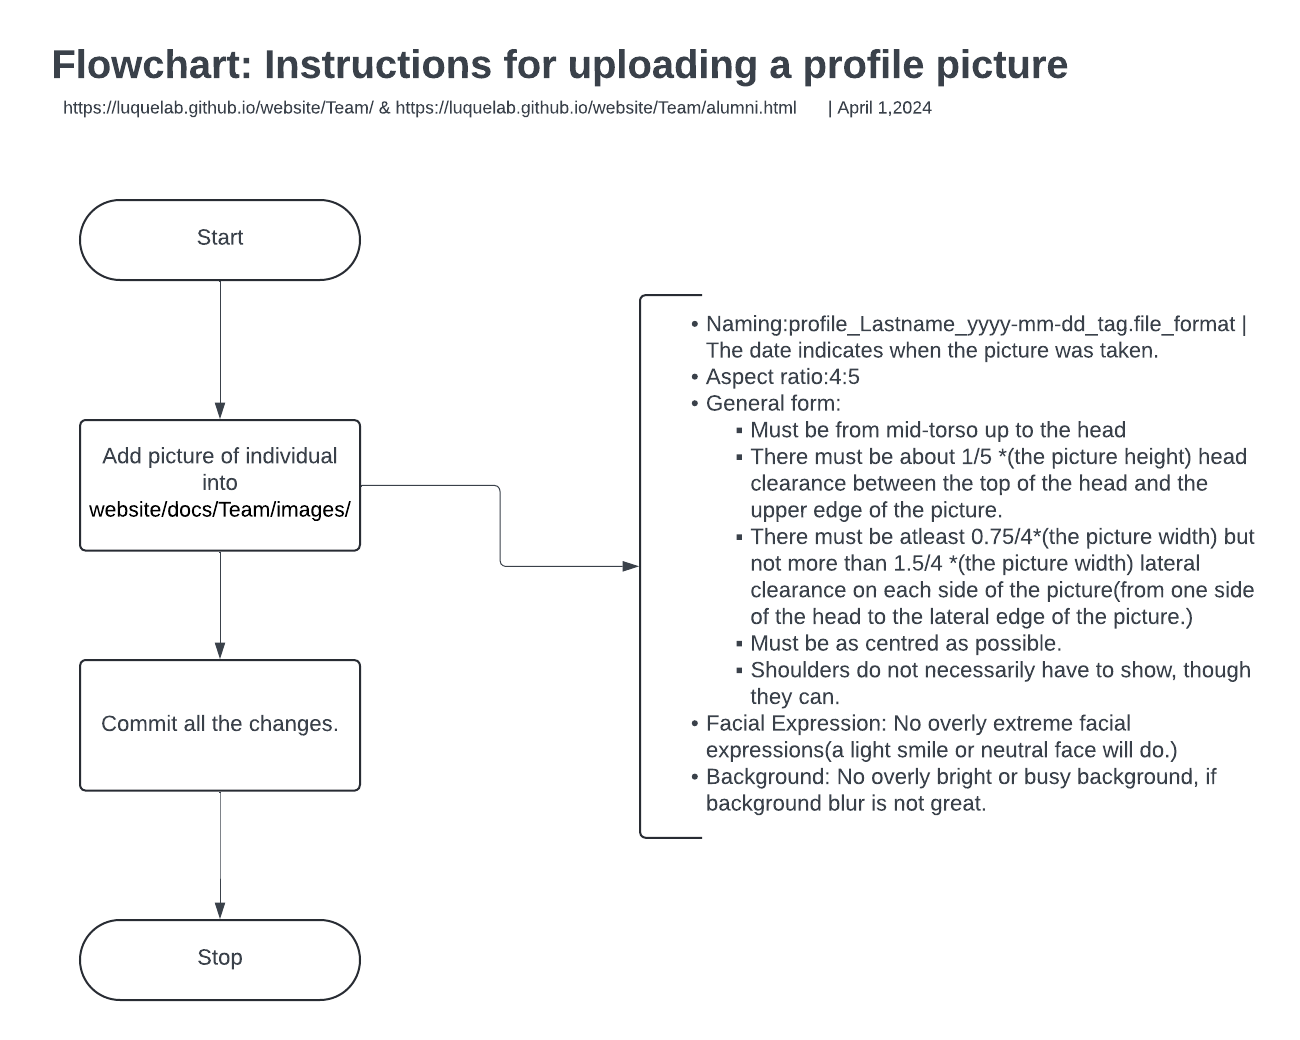 Flowchart: Instructions for uploading a profile picture
https://luquelab.github.io/website/Team/ & https://luquelab.github.io/website/Team/alumni.html | April 1,2024
Start
Add picture of individual
into
website/docs/Team/images/
Commit all the changes.
Stop
• Naming:profile_Lastname_yyyy-mm-dd_tag.file_format |
The date indicates when the picture was taken.
• Aspect ratio:4:5
• General form:
▪ Must be from mid-torso up to the head
▪ There must be about 1/5 *(the picture height) head
clearance between the top of the head and the
upper edge of the picture.
▪ There must be atleast 0.75/4*(the picture width) but
not more than 1.5/4 *(the picture width) lateral
clearance on each side of the picture(from one side
of the head to the lateral edge of the picture.)
▪ Must be as centred as possible.
▪ Shoulders do not necessarily have to show, though
they can.
• Facial Expression: No overly extreme facial
expressions(a light smile or neutral face will do.)
• Background: No overly bright or busy background, if
background blur is not great.